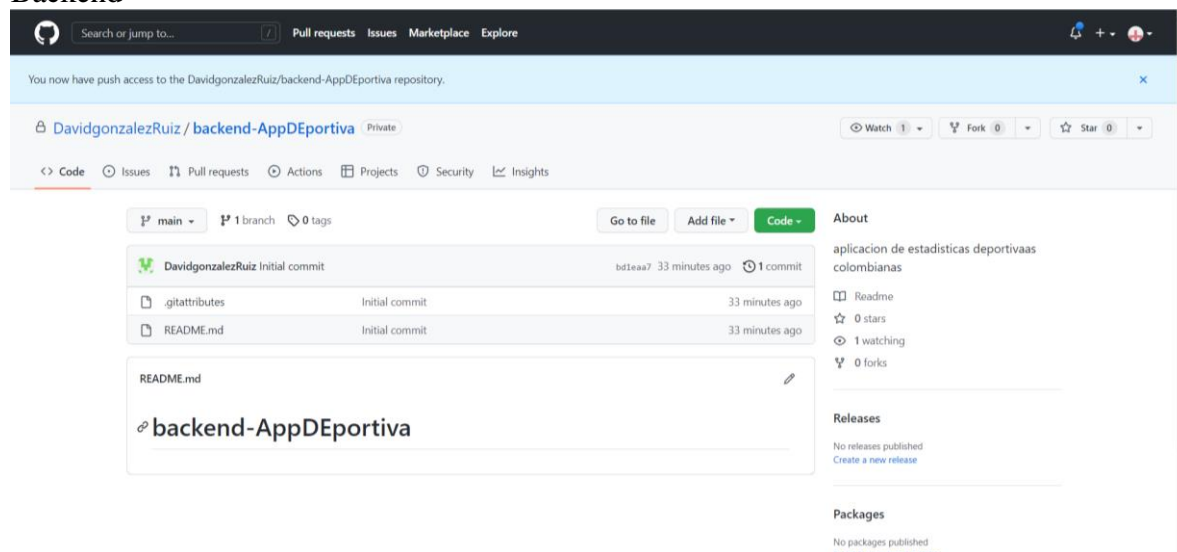 Backend
Search or jump to... / Pull requests Issues Marketplace Explore
You now have push access to the DavidgonzalezRuiz/backend-AppDEportiva repository.
DavidgonzalezRuiz / backend-AppDEportiva Private
Watch 1 Fork 0 Star 0
<> Code Issues Pull requests Actions Projects Security Insights
main 1 branch 0 tags Go to file Add file Code
DavidgonzalezRuiz Initial commit bd1eaa7 33 minutes ago 1 commit
.gitattributes Initial commit 33 minutes ago
README.md Initial commit 33 minutes ago
README.md
backend-AppDEportiva
About
aplicacion de estadisticas deportivaas
colombianas
Readme
0 stars
1 watching
0 forks
Releases
No releases published
Create a new release
Packages
No packages published